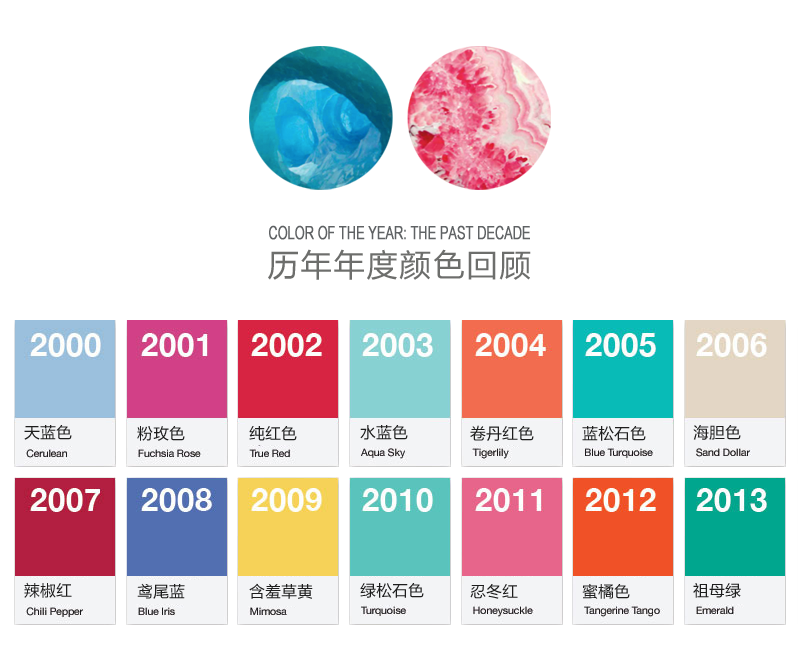 COLOR OF THE YEAR: THE PAST DECADE
历年年度颜色回顾
2000
天蓝色
Cerulean
2001
粉玫色
Fuchsia Rose
2002
纯红色
True Red
2003
水蓝色
Aqua Sky
2004
卷丹红色
Tigerlily
2005
蓝松石色
Blue Turquoise
2006
海胆色
Sand Dollar
2007
辣椒红
Chili Pepper
2008
鸢尾蓝
Blue Iris
2009
含羞草黄
Mimosa
2010
绿松石色
Turquoise
2011
忍冬红
Honeysuckle
2012
蜜橘色
Tangerine Tango
2013
祖母绿
Emerald